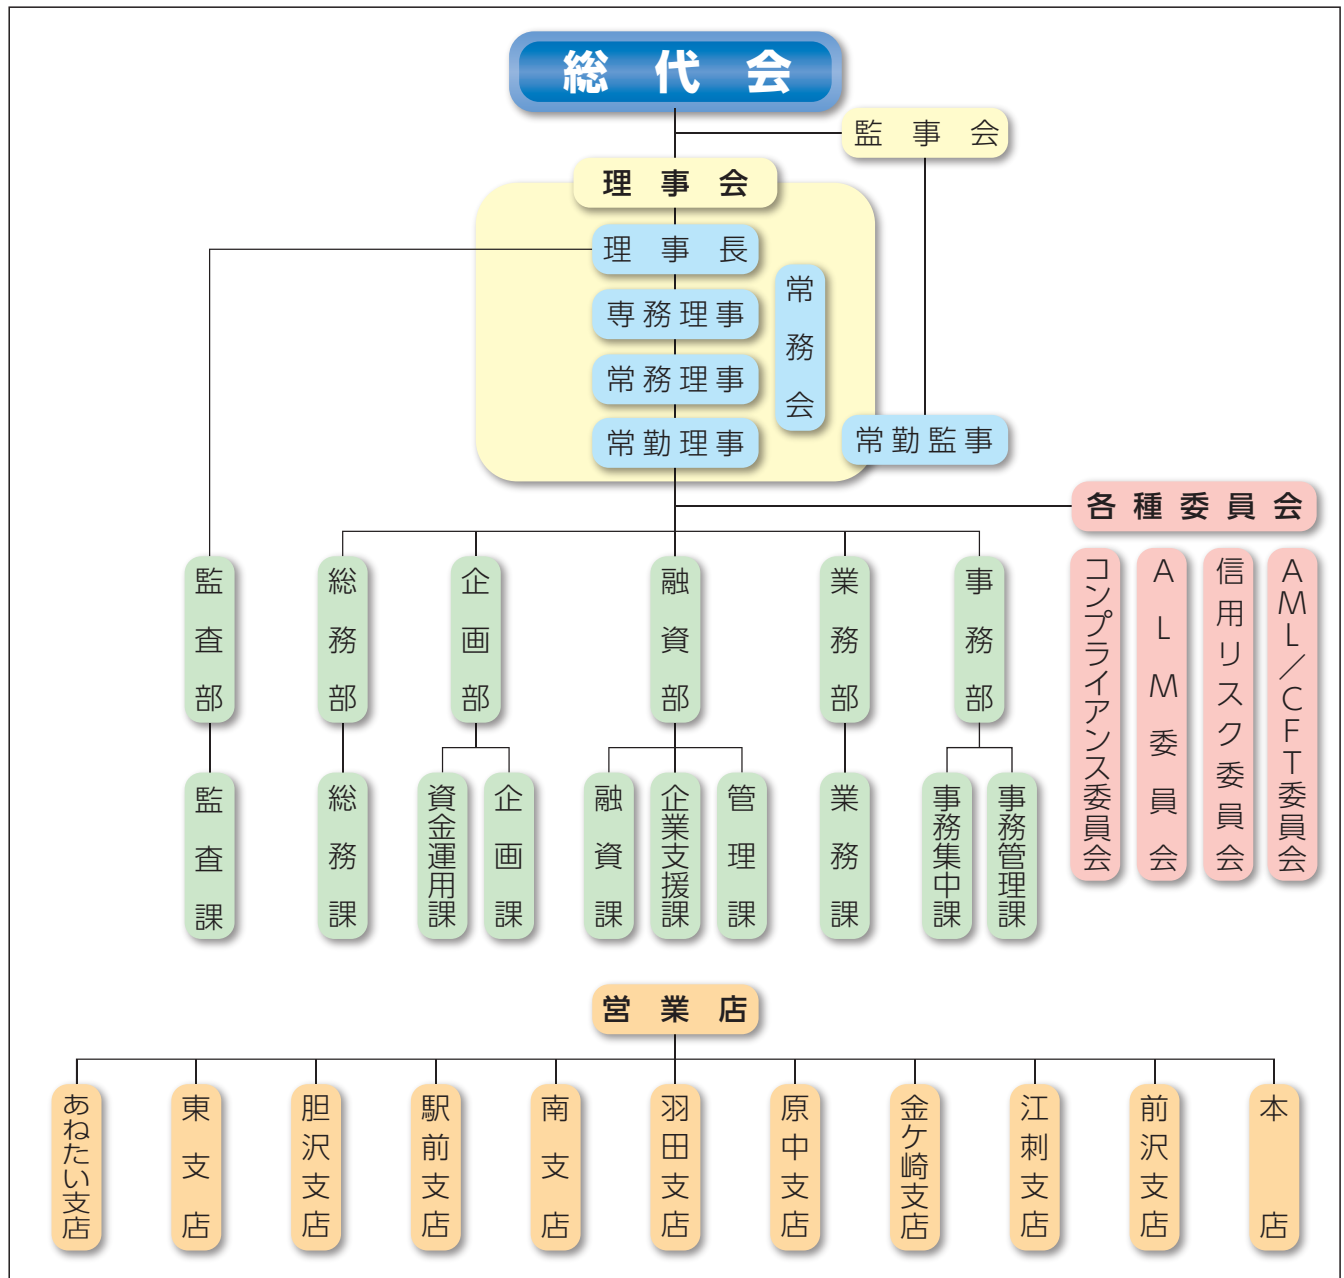 総代会
監事会
理事会
理事長
専務理事
常務理事
常勤理事
常務会
常勤監事
各種委員会
コンプライアンス委員会
ALM委員会
信用リスク委員会
AML／CFT委員会
監査部
総務部
企画部
融資部
業務部
事務部
監査課
総務課
資金運用課
企画課
融資課
企業支援課
管理課
業務課
事務集中課
事務管理課
営業店
あねたい支店
東支店
胆沢支店
駅前支店
南支店
羽田支店
原中支店
金ケ崎支店
江刺支店
前沢支店
本店